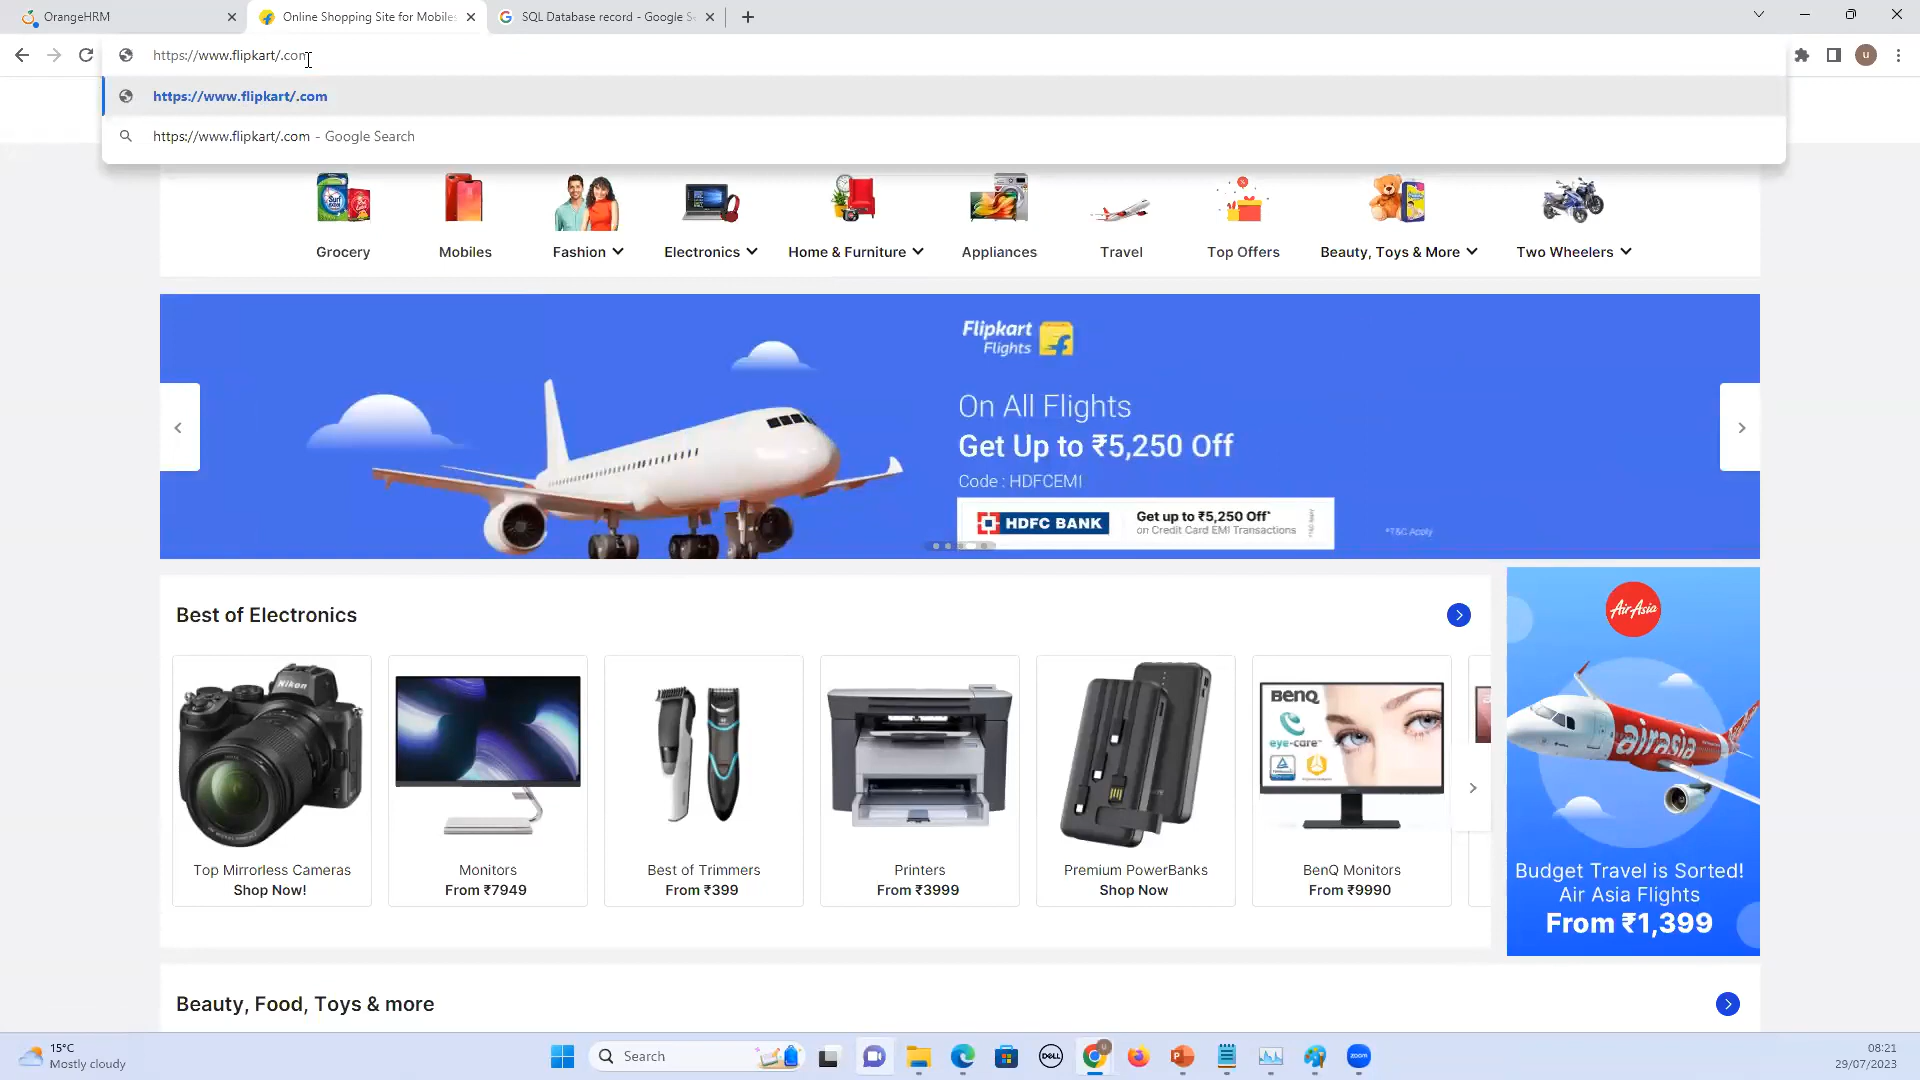 OrangeHRM
Online Shopping Site for Mobiles
SQL Database record - Google Se
https://www.flipkart/.com
u
https://www.flipkart/.com
https://www.flipkart/.com - Google Search
Grocery
Mobiles
Fashion
Electronics
Home & Furniture
Appliances
Travel
Top Offers
Beauty, Toys & More
Two Wheelers
Flipkart
Flights
On All Flights
Get Up to ₹5,250 Off
Code : HDFCEMI
HDFC BANK
Get up to ₹5,250 Off*
on Credit Card EMI Transactions
*T&C Apply
Best of Electronics
Nikon
BenQ
eye-care™
Top Mirrorless Cameras
Shop Now!
Monitors
From ₹7949
Best of Trimmers
From ₹399
Printers
From ₹3999
Premium PowerBanks
Shop Now
BenQ Monitors
From ₹9990
AirAsia
airasia
Budget Travel is Sorted!
Air Asia Flights
From ₹1,399
Beauty, Food, Toys & more
15°C
Mostly cloudy
Search
DELL
zoom
08:21
29/07/2023